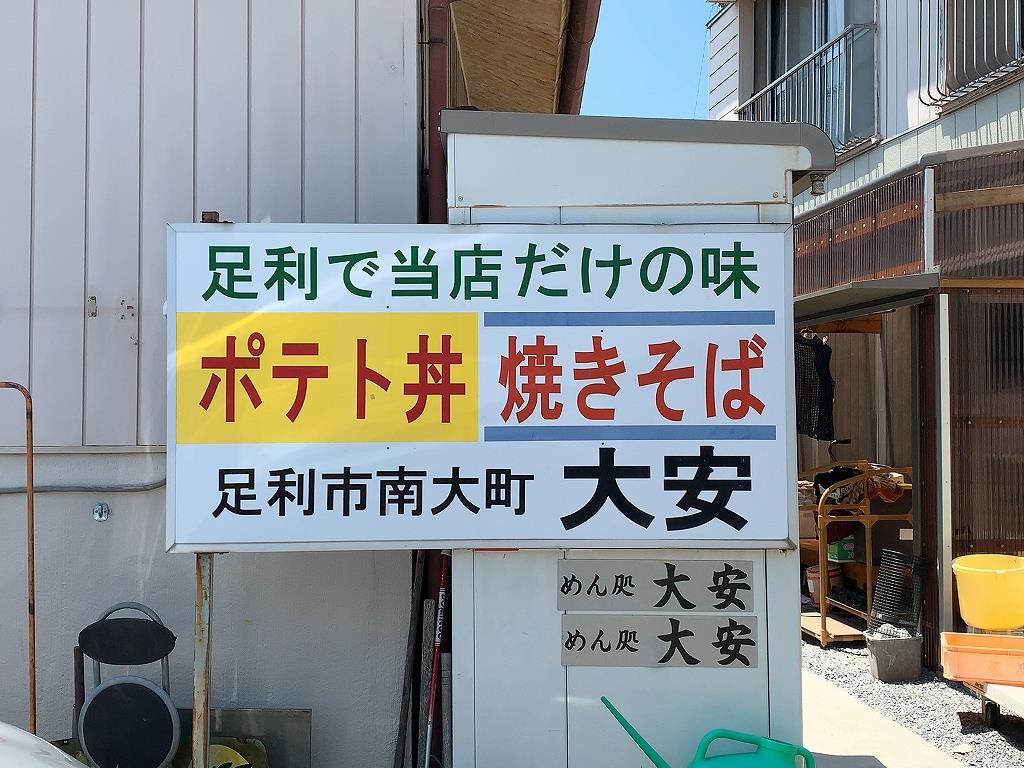 足利で当店だけの味
ポテト丼 焼きそば
足利市南大町 大安
めん処 大安
めん処 大安